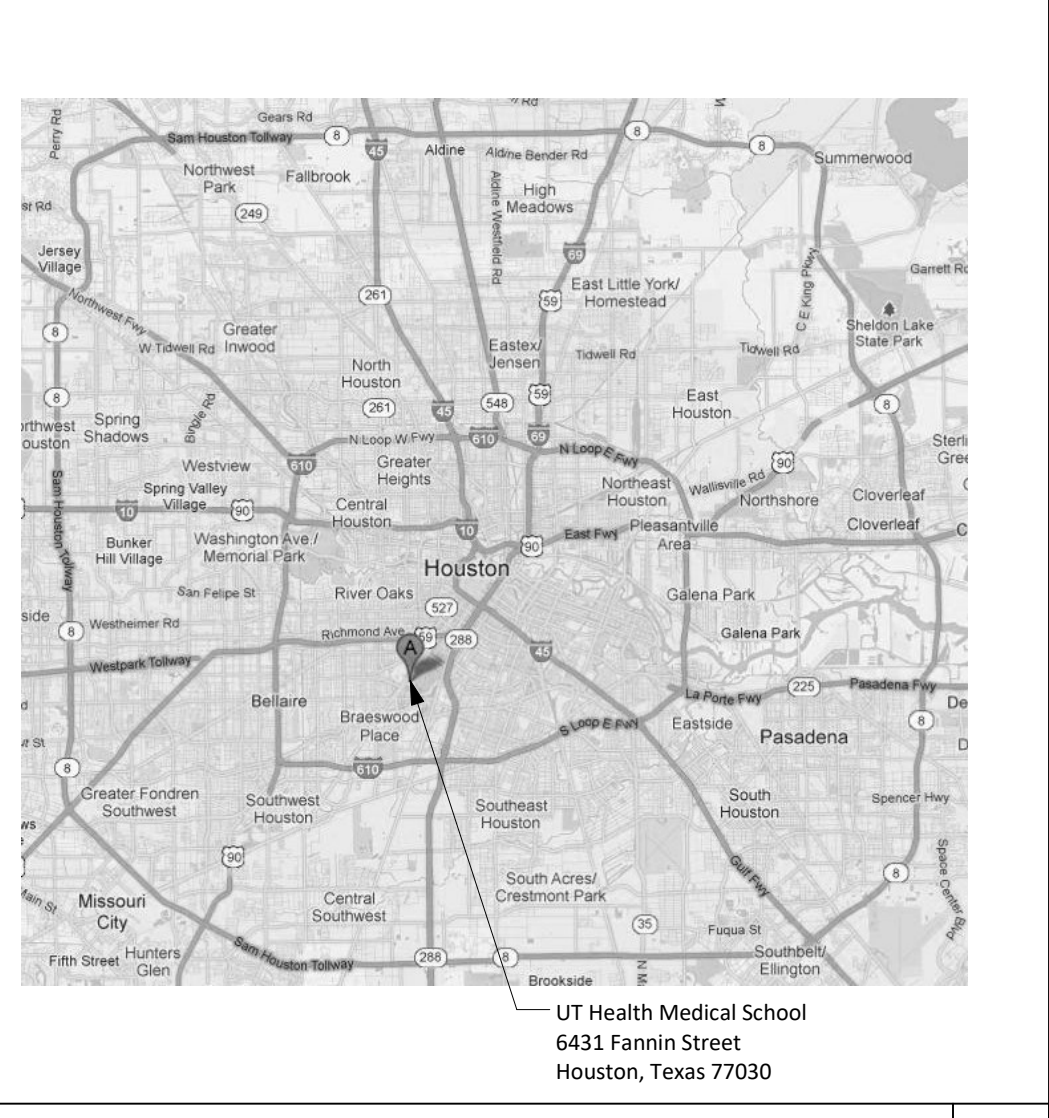 Gears Rd
Perry Rd
Sam Houston Tollway
8
45
Aldine
Aldine Bender Rd
8
8
Summerwood
Northwest
Park
Fallbrook
High
Meadows
Aldine Westfield Rd
249
Jersey
Village
69
C E King Pkwy
Garrett Rd
East Little York/
Homestead
261
59
Northwest Fwy
Sheldon Lake
State Park
8
W Tidwell Rd
Greater
Inwood
Eastex/
Jensen
Tidwell Rd
Tidwell Rd
North
Houston
8
261
45
548
59
East
Houston
8
Spring
Shadows
Bingle Rd
N Loop W Fwy
610
69
N Loop E Fwy
Westview
610
Greater
Heights
90
Northeast
Houston
Wallisville Rd
Northshore
Cloverleaf
Spring Valley
Village
90
10
Central
Houston
10
Sam Houston Tollway
Bunker
Hill Village
Washington Ave./
Memorial Park
90
East Fwy
Pleasantville
Area
Cloverleaf
Houston
San Felipe St
River Oaks
527
Galena Park
8
Westheimer Rd
Richmond Ave
59
288
Galena Park
A
45
Westpark Tollway
Bellaire
La Porte Fwy
225
Pasadena Fwy
Braeswood
Place
S Loop E Fwy
Eastside
8
Pasadena
8
610
Greater Fondren
Southwest
Southwest
Houston
Southeast
Houston
South
Houston
Spencer Hwy
90
Gulf Fwy
8
Space Center Blvd
South Acres/
Crestmont Park
Missouri
City
Main St
Central
Southwest
35
Fuqua St
Fifth Street
Hunters
Glen
Sam Houston Tollway
288
8
Southbelt/
Ellington
Brookside
UT Health Medical School
6431 Fannin Street
Houston, Texas 77030